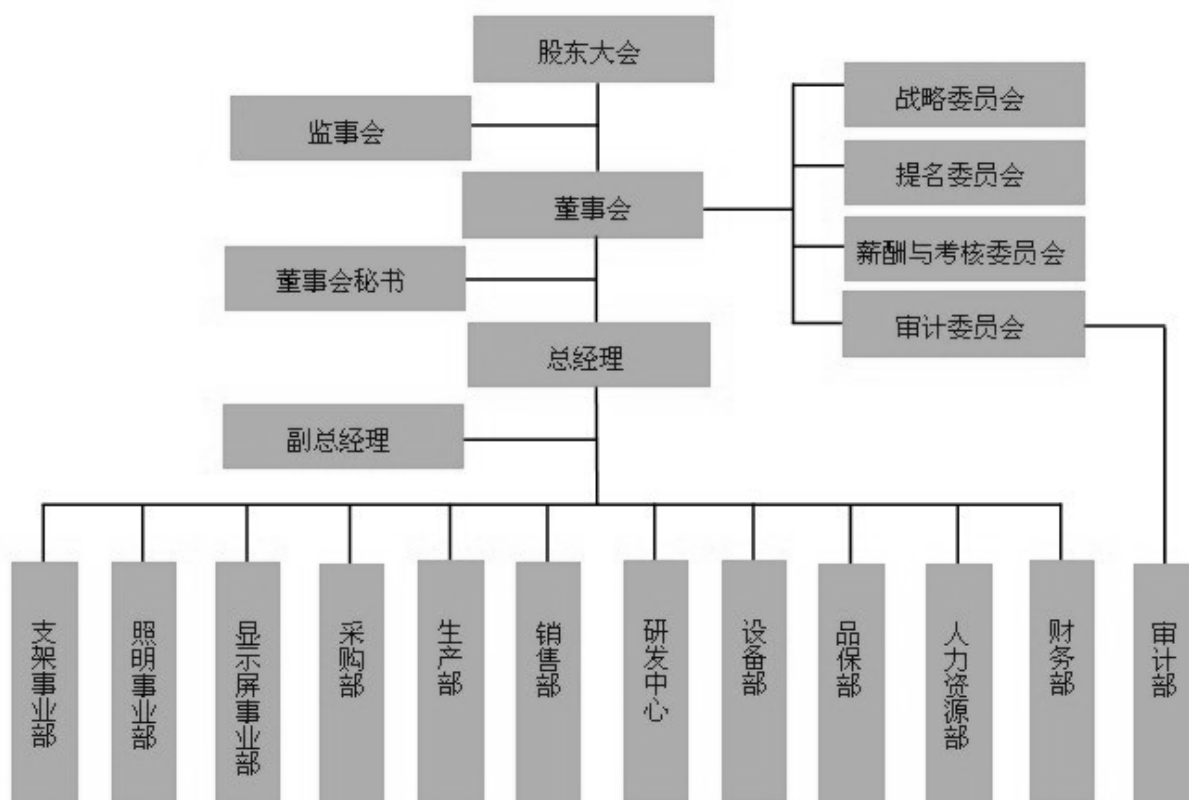 股东大会
战略委员会
监事会
提名委员会
董事会
薪酬与考核委员会
董事会秘书
审计委员会
总经理
副总经理
支架事业部
照明事业部
显示屏事业部
采购部
生产部
销售部
研发中心
设备部
品保部
人力资源部
财务部
审计部